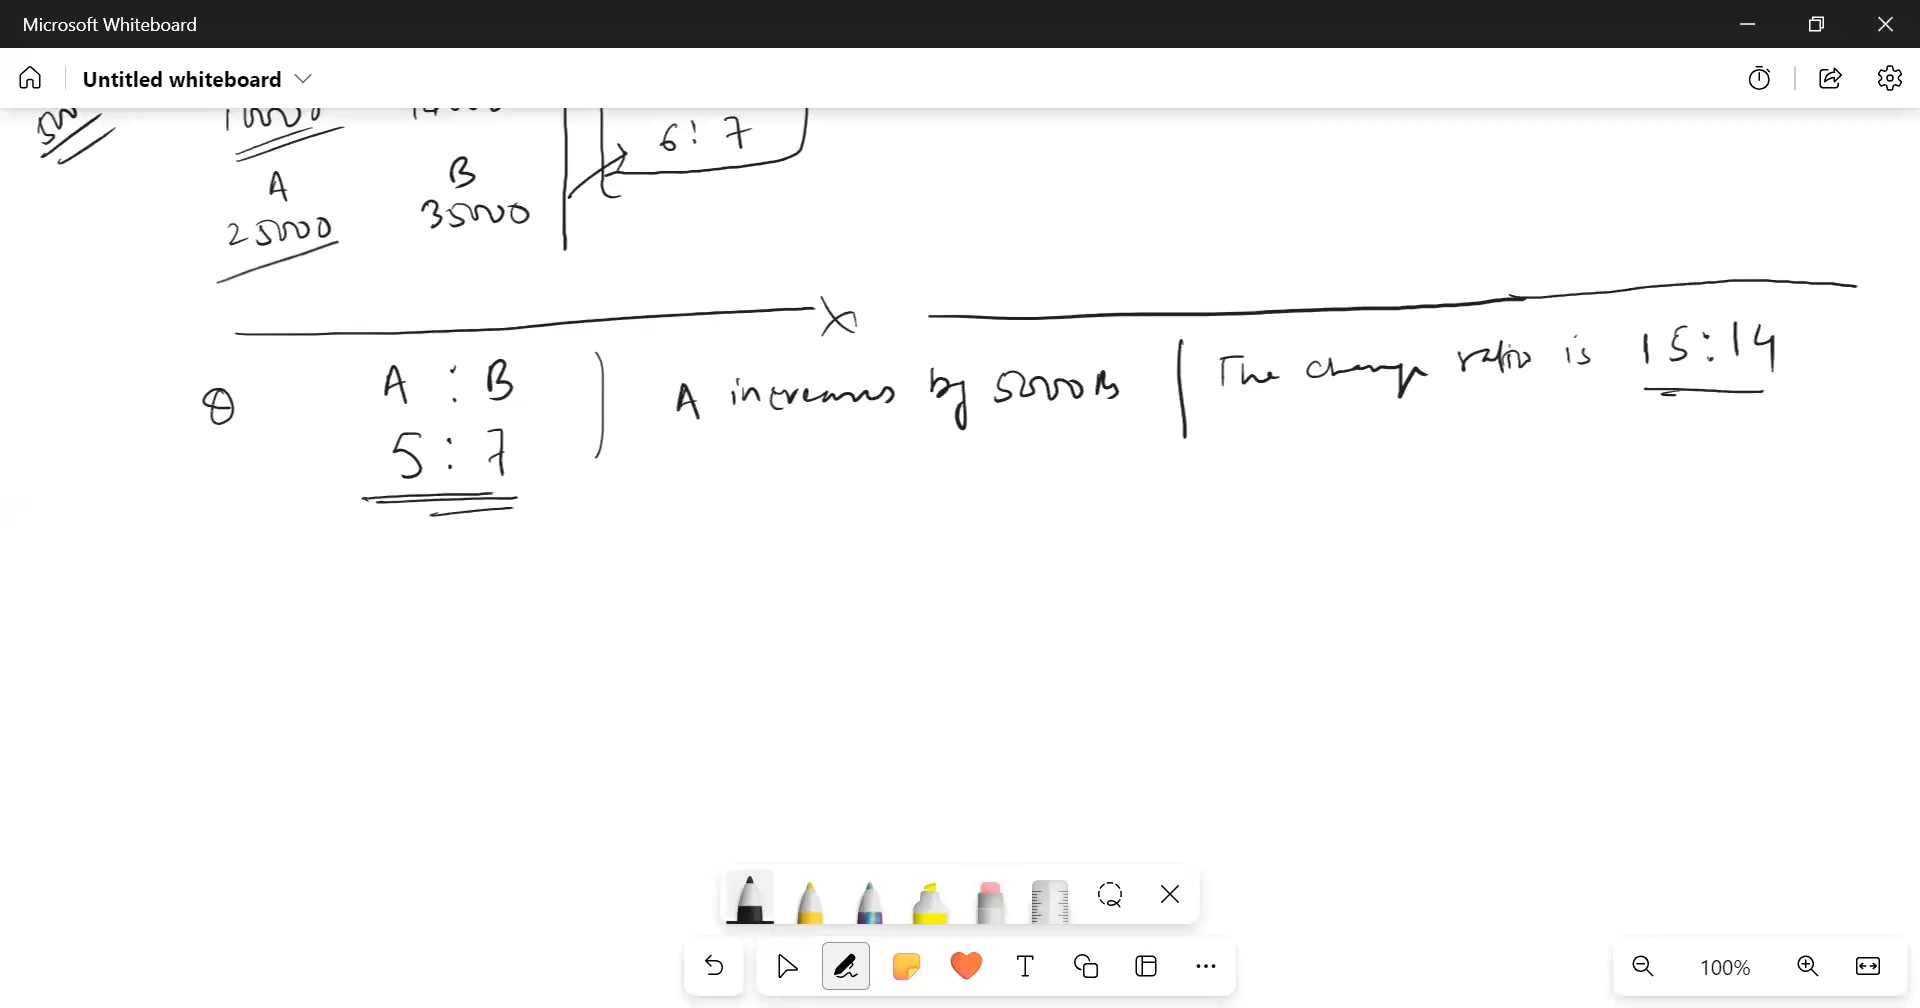 Microsoft Whiteboard
Untitled whiteboard
6 : 7
A B
25000 35000
A : B
5 : 7
A increases by 5000 Rs
The change ratio is 15:14
100%